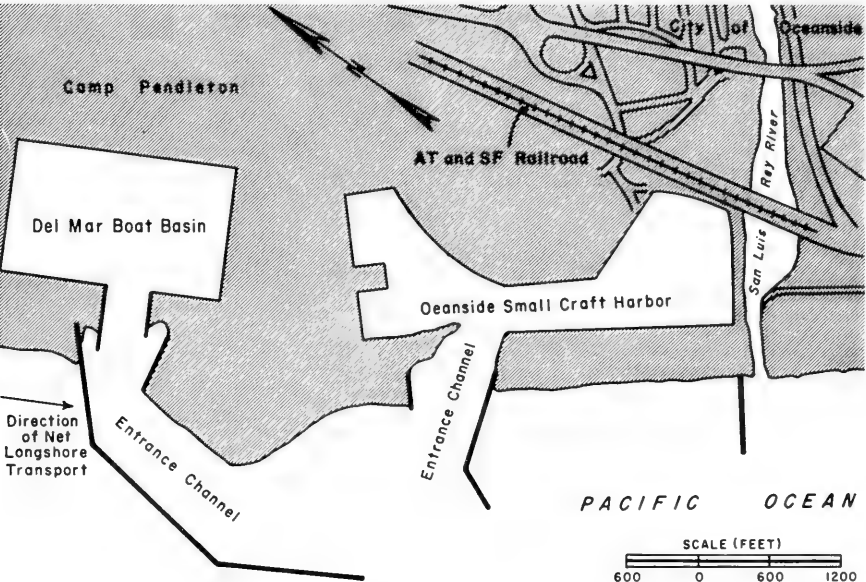 City of Oceanside
Camp Pendleton
N
AT and SF Railroad
San Luis Rey River
Del Mar Boat Basin
Oeanside Small Craft Harbor
Entrance Channel
Entrance Channel
Direction
of Net
Longshore
Transport
PACIFIC OCEAN
SCALE (FEET)
600 0 600 1200